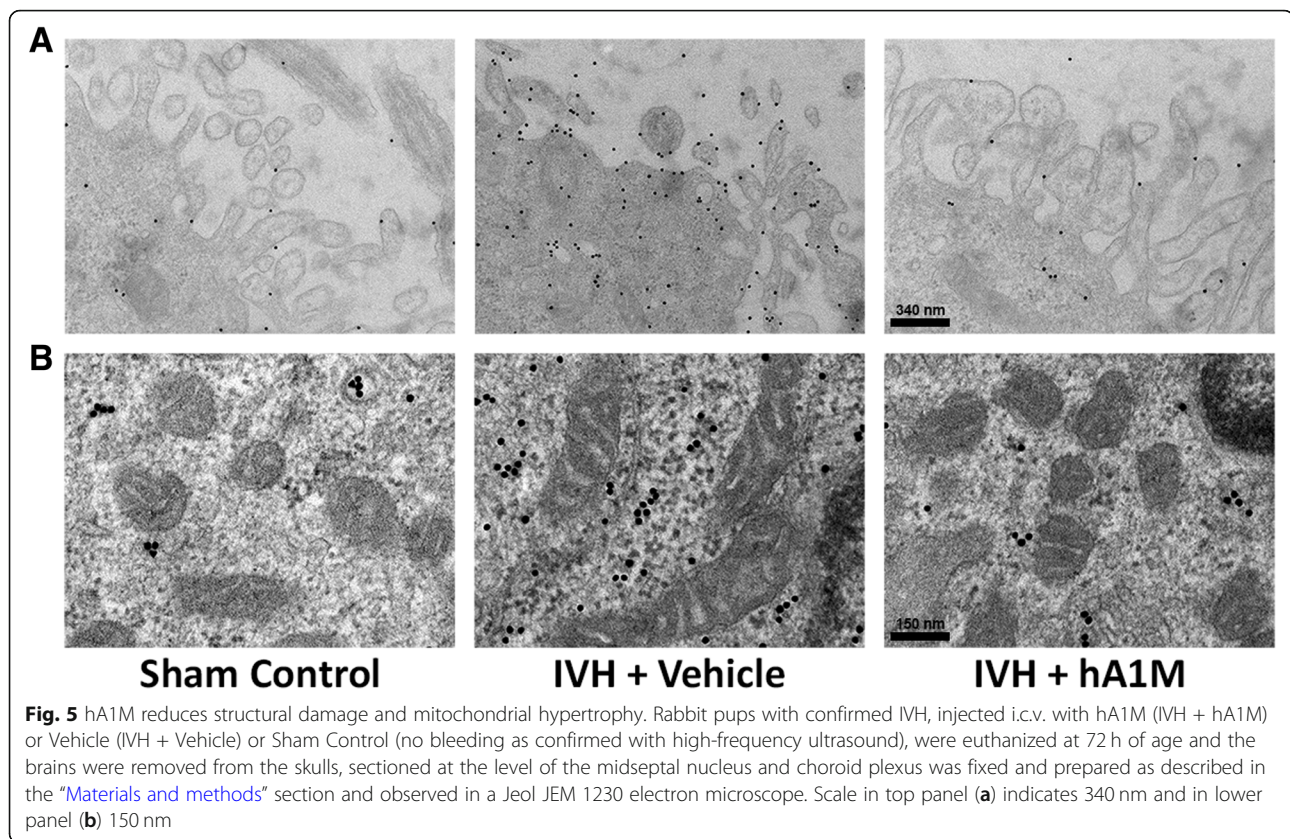 A
340 nm
B
150 nm
Sham Control
IVH + Vehicle
IVH + hA1M
Fig. 5 hA1M reduces structural damage and mitochondrial hypertrophy. Rabbit pups with confirmed IVH, injected i.c.v. with hA1M (IVH + hA1M)
or Vehicle (IVH + Vehicle) or Sham Control (no bleeding as confirmed with high-frequency ultrasound), were euthanized at 72 h of age and the
brains were removed from the skulls, sectioned at the level of the midseptal nucleus and choroid plexus was fixed and prepared as described in
the “Materials and methods” section and observed in a Jeol JEM 1230 electron microscope. Scale in top panel (a) indicates 340 nm and in lower
panel (b) 150 nm